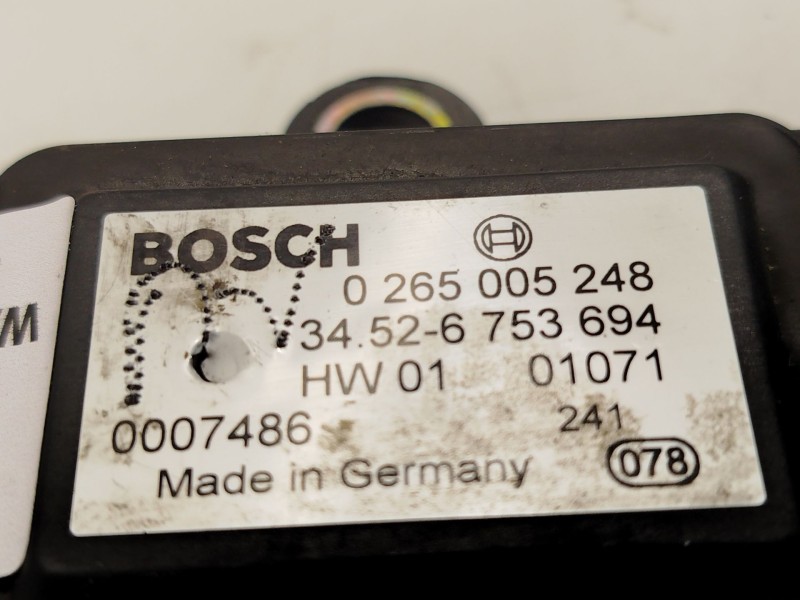 BOSCH
0 265 005 248
34.52-6 753 694
HW 01 01071
0007486 241
Made in Germany 078